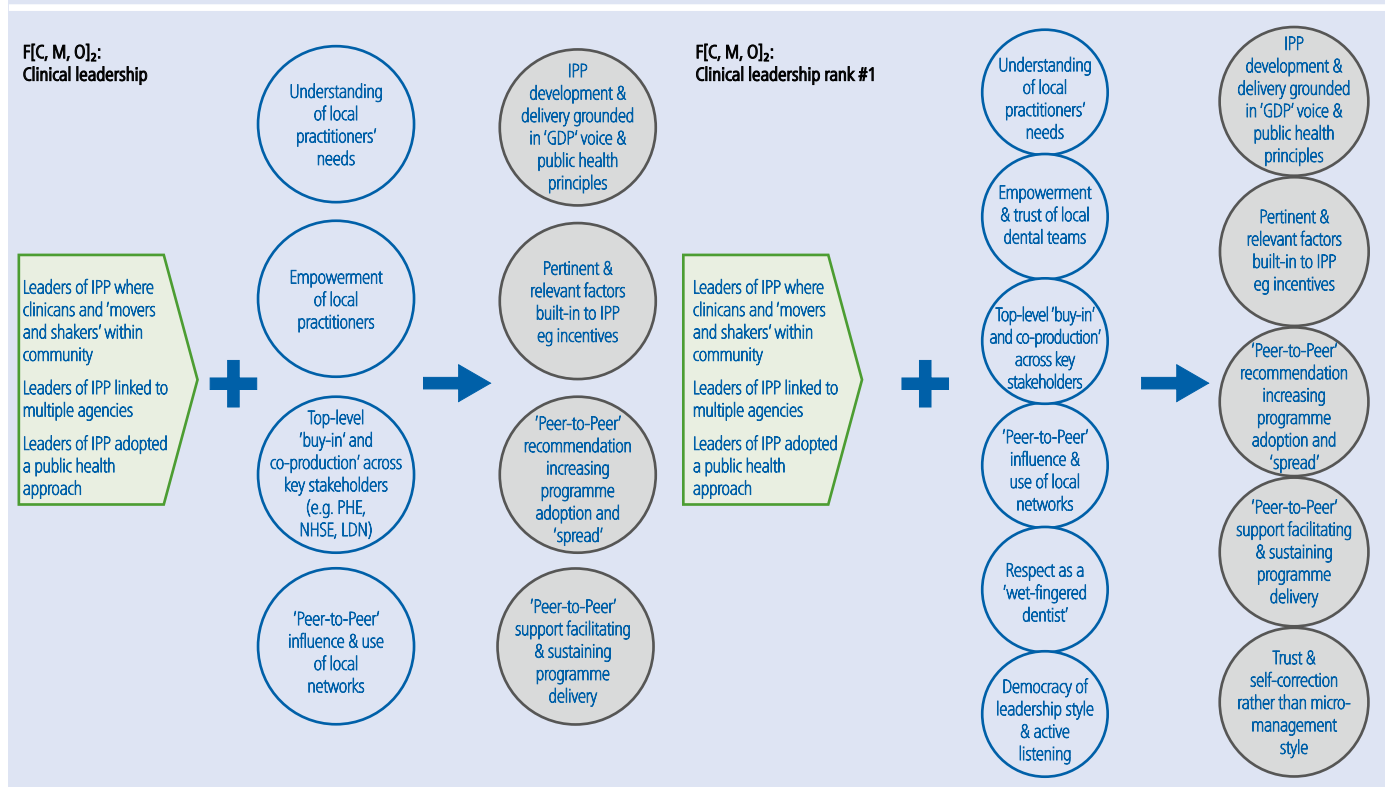 F[C, M, O]₂:
Clinical leadership
Leaders of IPP where
clinicans and 'movers
and shakers' within
community
Leaders of IPP linked to
multiple agencies
Leaders of IPP adopted
a public health
approach
Understanding
of local
practitioners'
needs
Empowerment
of local
practitioners
Top-level
'buy-in' and
co-production' across
key stakeholders
(e.g. PHE,
NHSE, LDN)
'Peer-to-Peer'
influence & use
of local
networks
IPP
development &
delivery grounded
in 'GDP' voice &
public health
principles
Pertinent &
relevant factors
built-in to IPP
eg incentives
'Peer-to-Peer'
recommendation
increasing
programme
adoption and
'spread'
'Peer-to-Peer'
support facilitating
& sustaining
programme
delivery
F[C, M, O]₂:
Clinical leadership rank #1
Leaders of IPP where
clinicans and 'movers
and shakers' within
community
Leaders of IPP linked to
multiple agencies
Leaders of IPP adopted
a public health
approach
Understanding
of local
practitioners'
needs
Empowerment
& trust of local
dental teams
Top-level 'buy-in'
and co-production'
across key
stakeholders
'Peer-to-Peer'
influence &
use of local
networks
Respect as a
'wet-fingered
dentist'
Democracy of
leadership style
& active
listening
IPP
development &
delivery grounded
in 'GDP' voice &
public health
principles
Pertinent &
relevant factors
built-in to IPP
eg incentives
'Peer-to-Peer'
recommendation
increasing
programme
adoption and
'spread'
'Peer-to-Peer'
support facilitating
& sustaining
programme
delivery
Trust &
self-correction
rather than micro-
management
style